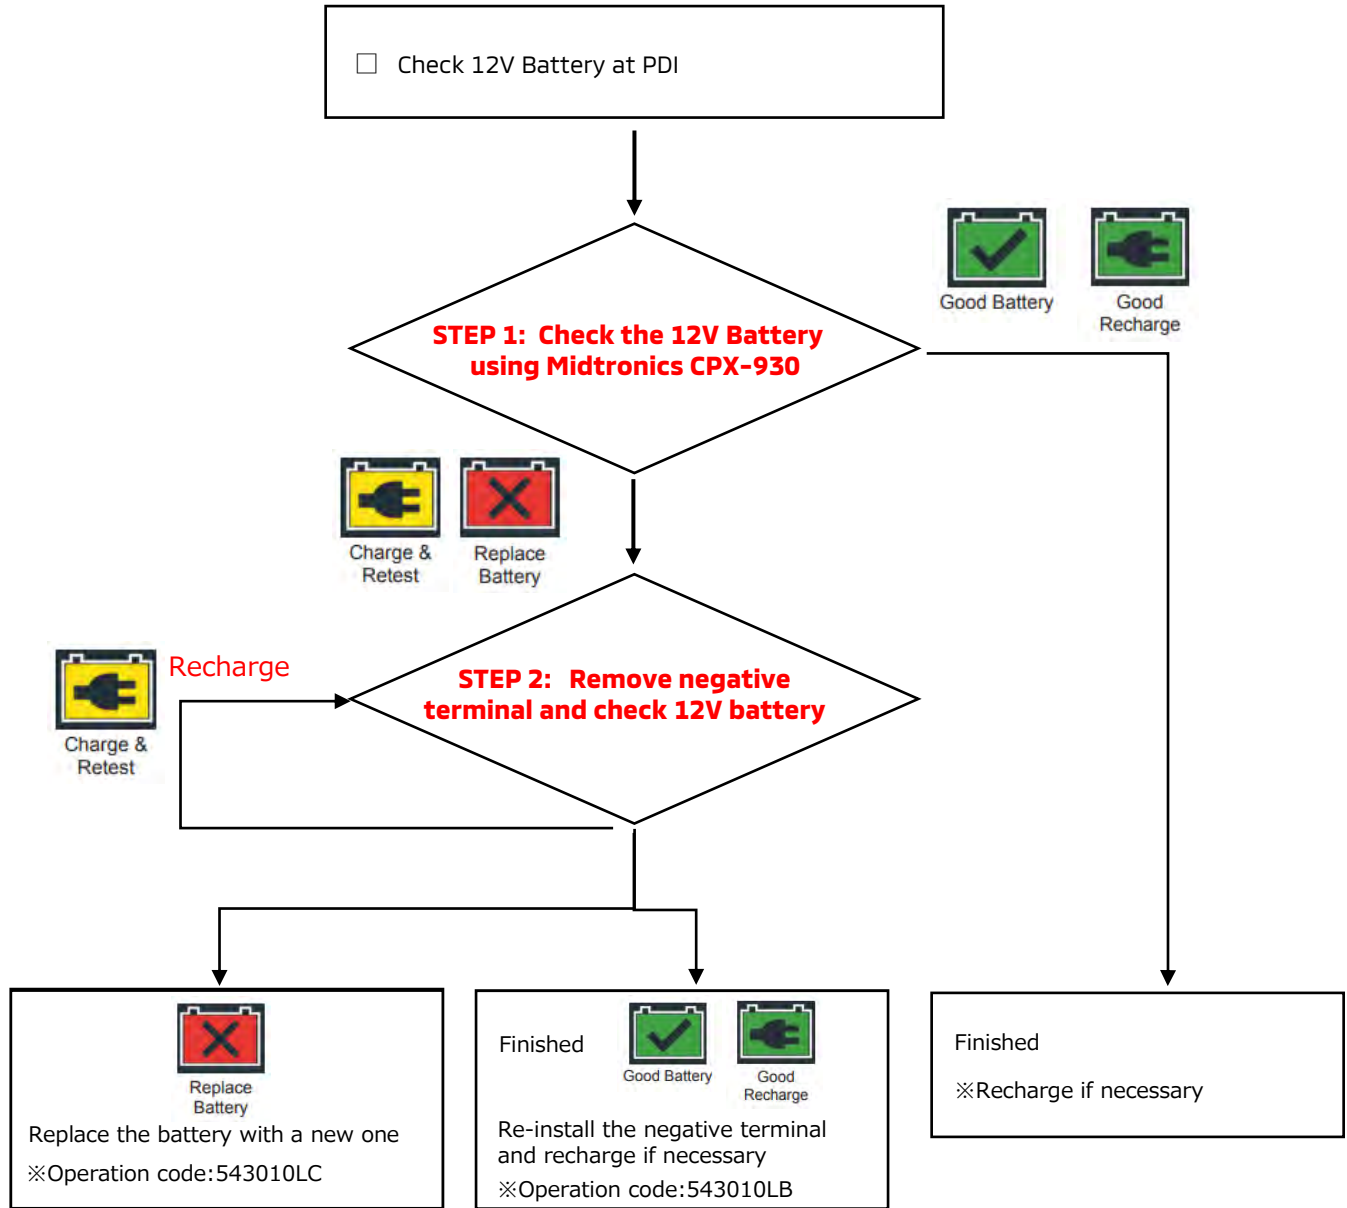 □ Check 12V Battery at PDI
Good Battery
Good
Recharge
STEP 1: Check the 12V Battery
using Midtronics CPX-930
Charge &
Retest
Replace
Battery
Recharge
Charge &
Retest
STEP 2: Remove negative
terminal and check 12V battery
Replace
Battery
Replace the battery with a new one
※Operation code:543010LC
Finished
Good Battery
Good
Recharge
Re-install the negative terminal
and recharge if necessary
※Operation code:543010LB
Finished
※Recharge if necessary